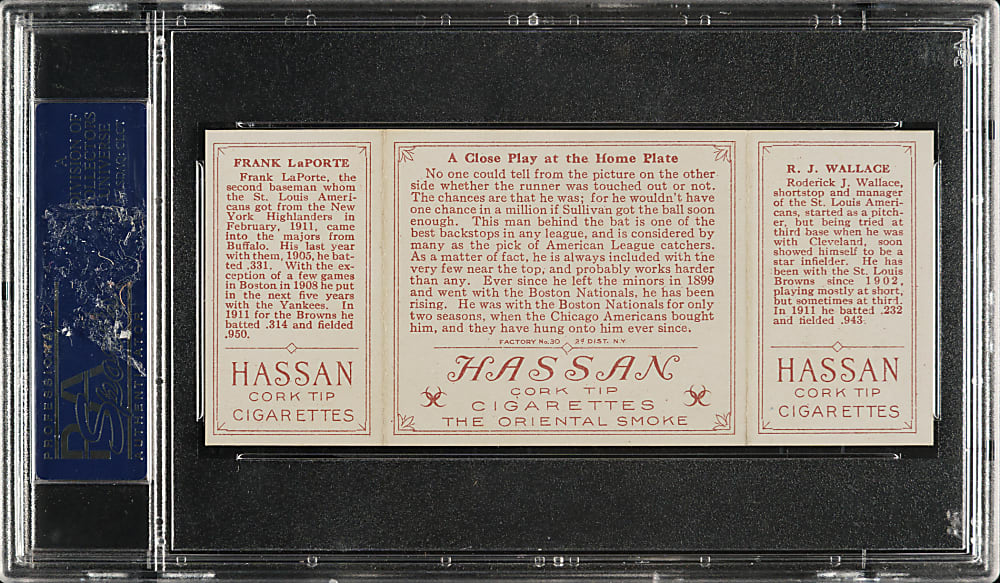 FRANK LaPORTE
Frank LaPorte, the
second baseman whom
the St. Louis Ameri-
cans got from the New
York Highlanders in
February, 1911, came
into the majors from
Buffalo. His last year
with them, 1905, he bat-
ted .331. With the ex-
ception of a few games
in Boston in 1908 he put
in the next five years
with the Yankees. In
1911 for the Browns he
batted .314 and fielded
.950.
HASSAN
CORK TIP
CIGARETTES
A Close Play at the Home Plate
No one could tell from the picture on the other
side whether the runner was touched out or not.
The chances are that he was; for he wouldn't have
one chance in a million if Sullivan got the ball soon
enough. This man behind the bat is one of the
best backstops in any league, and is considered by
many as the pick of American League catchers.
As a matter of fact, he is always included with the
very few near the top, and probably works harder
than any. Ever since he left the minors in 1899
and went with the Boston Nationals, he has been
rising. He was with the Boston Nationals for only
two seasons, when the Chicago Americans bought
him, and they have hung onto him ever since.
FACTORY No.30 2d DIST. N.Y.
HASSAN
CORK TIP
CIGARETTES
THE ORIENTAL SMOKE
R. J. WALLACE
Roderick J. Wallace,
shortstop and manager
of the St. Louis Ameri-
cans, started as a pitch-
er, but being tried at
third base when he was
with Cleveland, soon
showed himself to be a
star infielder. He has
been with the St. Louis
Browns since 1902,
playing mostly at short,
but sometimes at third.
In 1911 he batted .232
and fielded .943.
HASSAN
CORK TIP
CIGARETTES
PSA